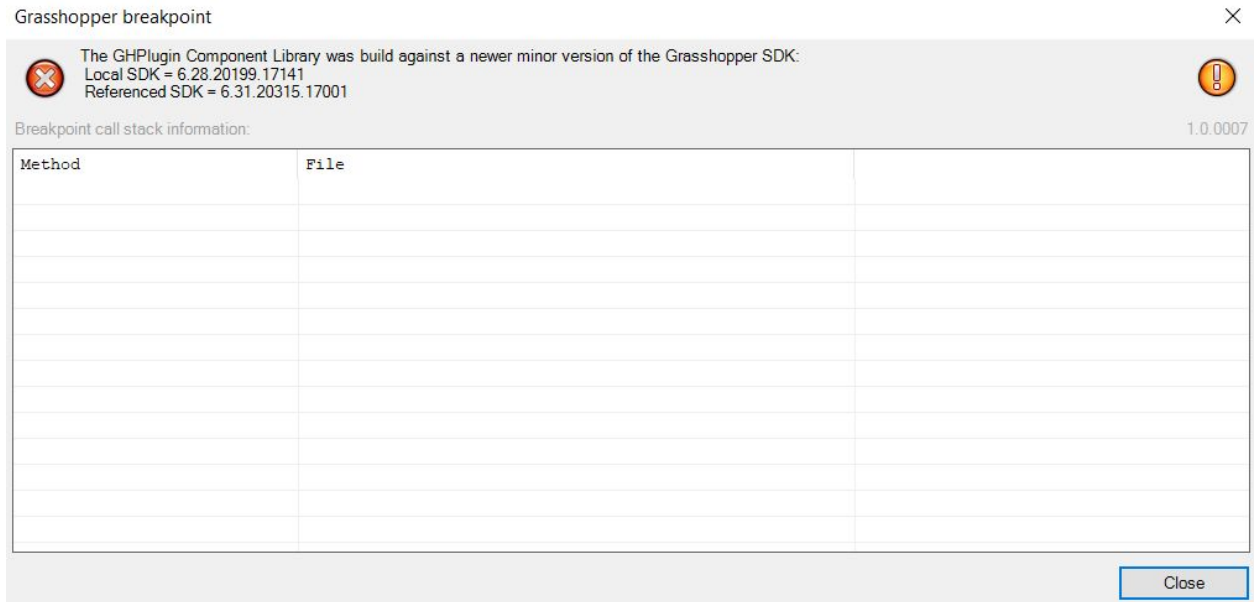 Grasshopper breakpoint
The GHPlugin Component Library was build against a newer minor version of the Grasshopper SDK:
Local SDK = 6.28.20199.17141
Referenced SDK = 6.31.20315.17001
Breakpoint call stack information:
1.0.0007
Method
File
Close